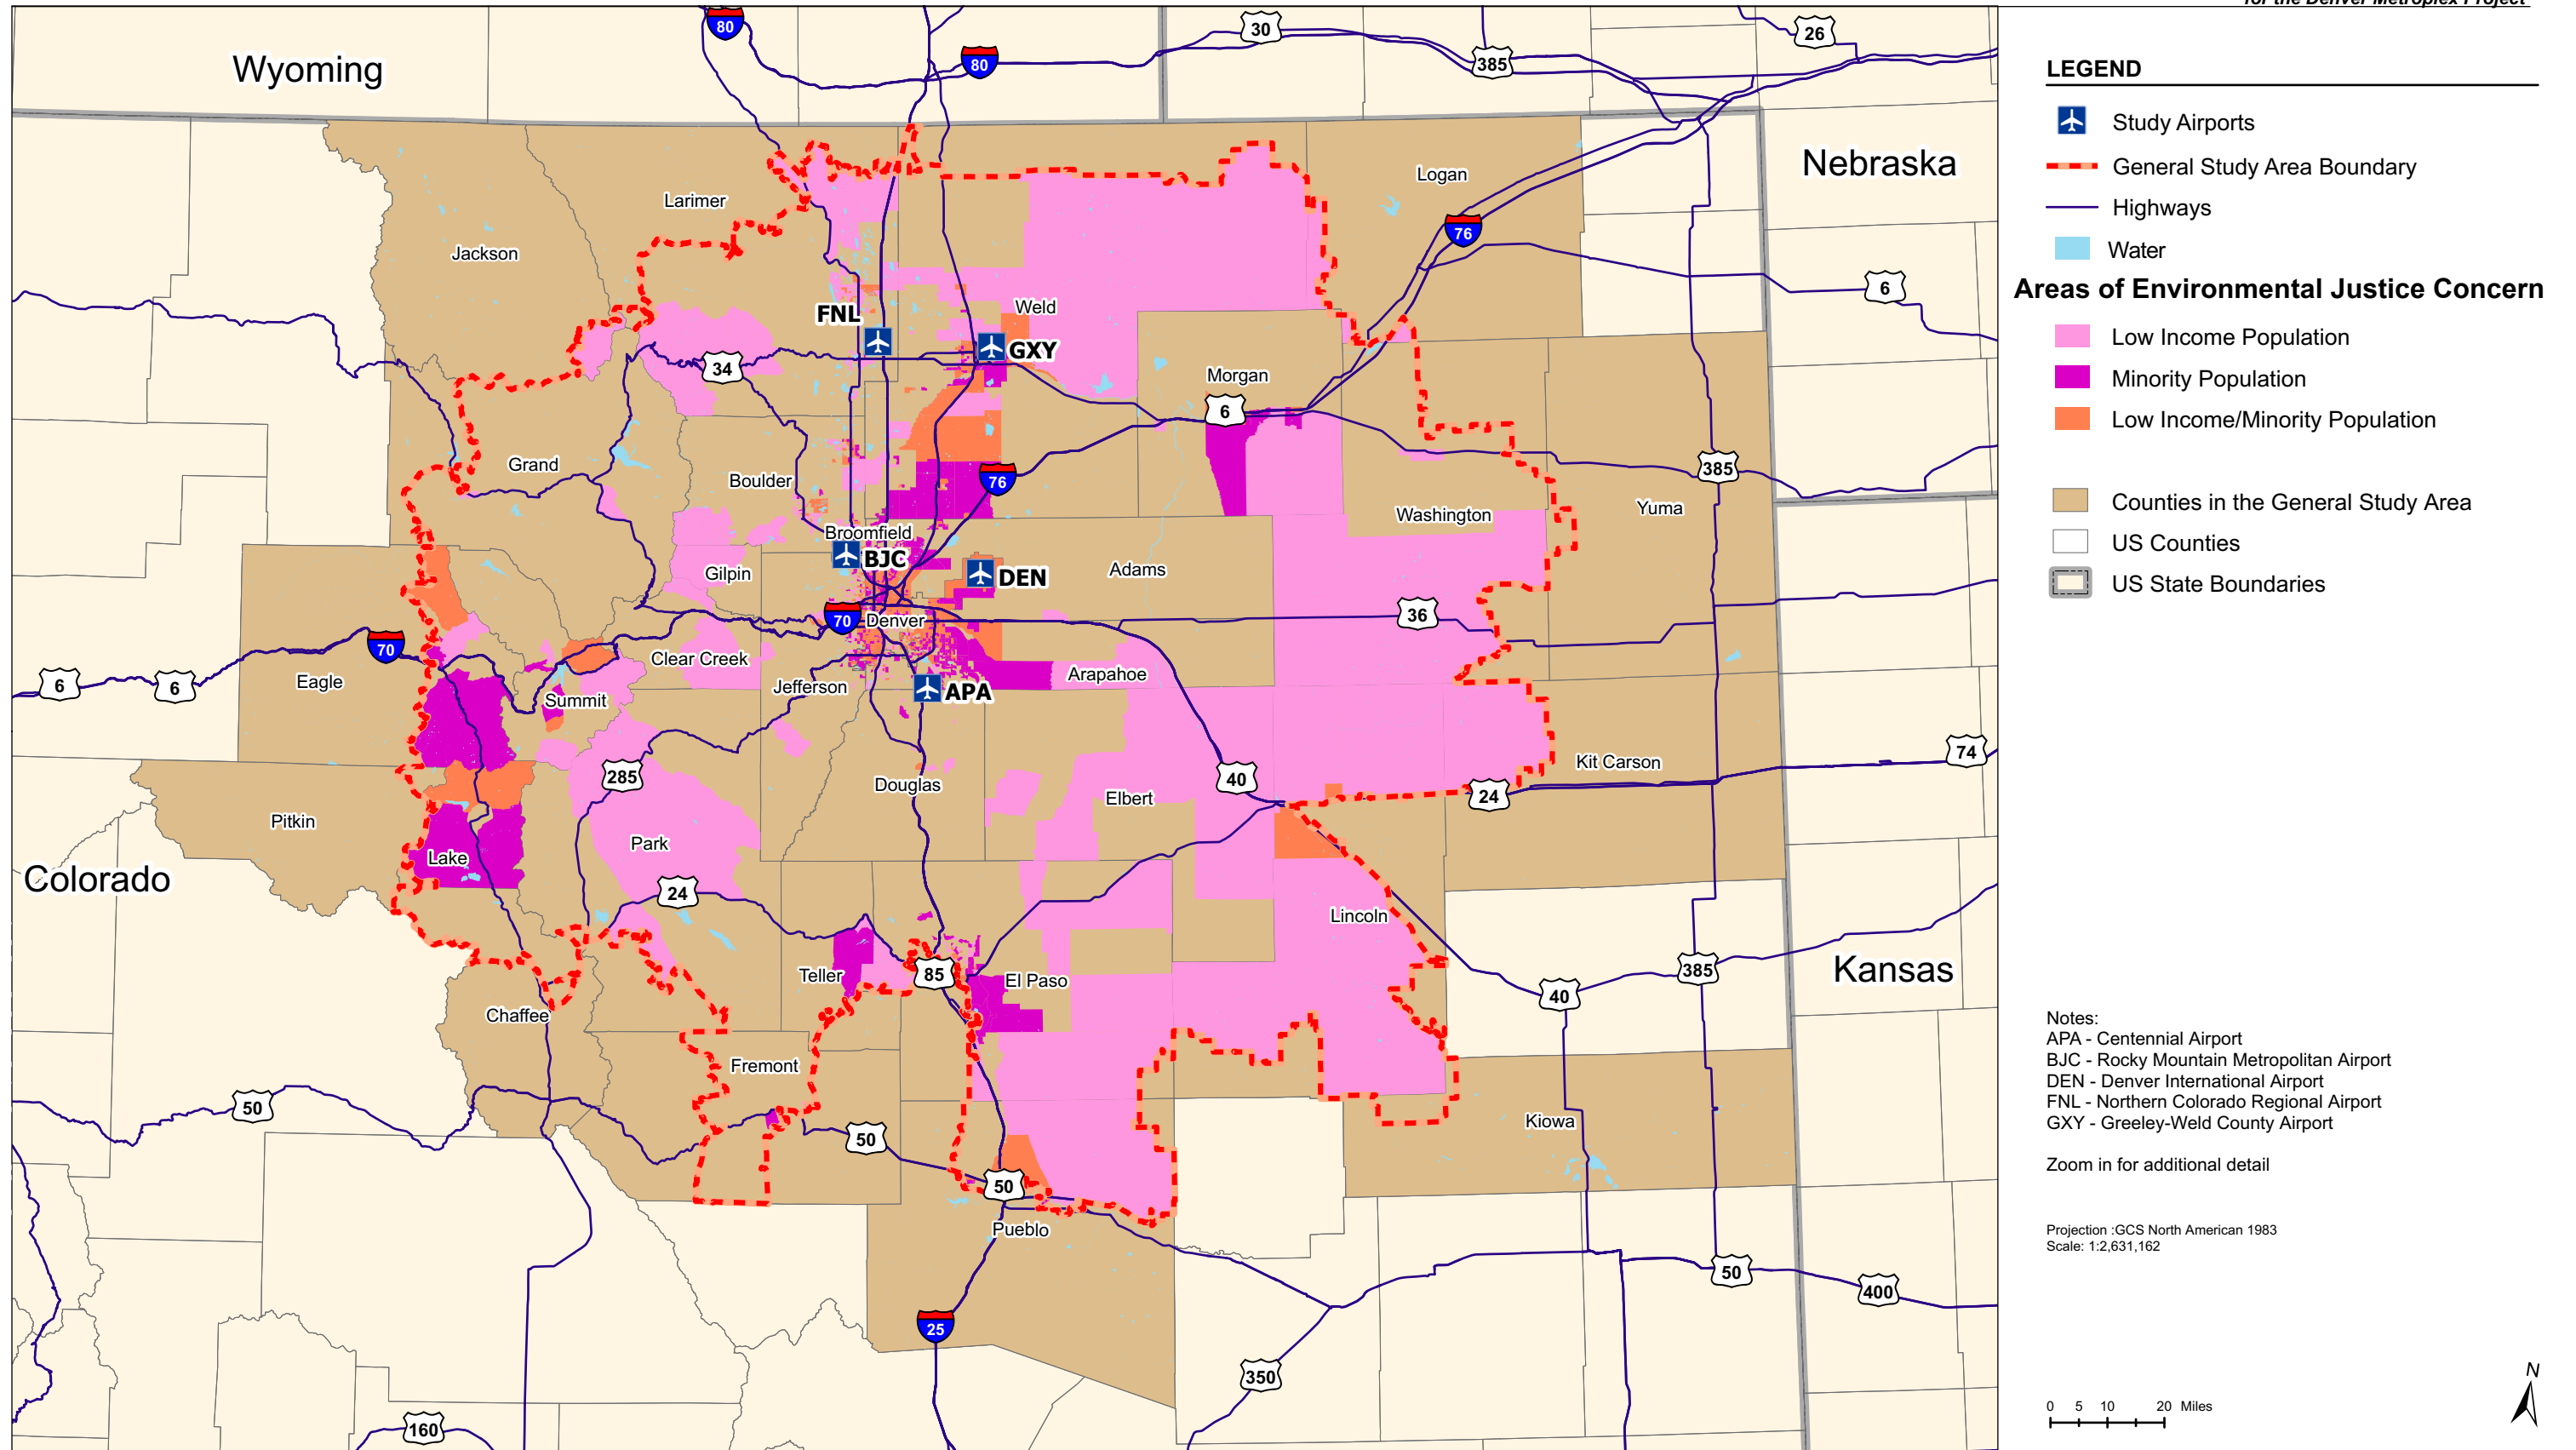 for the Denver Metroplex Project
80
30
26
80
385
Wyoming
Nebraska
Logan
Larimer
76
Jackson
6
FNL
Weld
GXY
34
Morgan
6
Grand
Boulder
76
385
Washington
Yuma
Broomfield
BJC
Gilpin
DEN
Adams
70
Denver
36
70
Clear Creek
Arapahoe
6
6
Eagle
Jefferson
APA
Summit
285
Douglas
40
Kit Carson
74
Elbert
24
Pitkin
Park
Lake
Colorado
24
Lincoln
Teller
85
El Paso
385
Kansas
40
Chaffee
Fremont
50
Kiowa
50
50
Pueblo
50
400
25
350
160
LEGEND
Study Airports
General Study Area Boundary
Highways
Water
Areas of Environmental Justice Concern
Low Income Population
Minority Population
Low Income/Minority Population
Counties in the General Study Area
US Counties
US State Boundaries
Notes:
APA - Centennial Airport
BJC - Rocky Mountain Metropolitan Airport
DEN - Denver International Airport
FNL - Northern Colorado Regional Airport
GXY - Greeley-Weld County Airport
Zoom in for additional detail
Projection :GCS North American 1983
Scale: 1:2,631,162
N
0 5 10 20 Miles